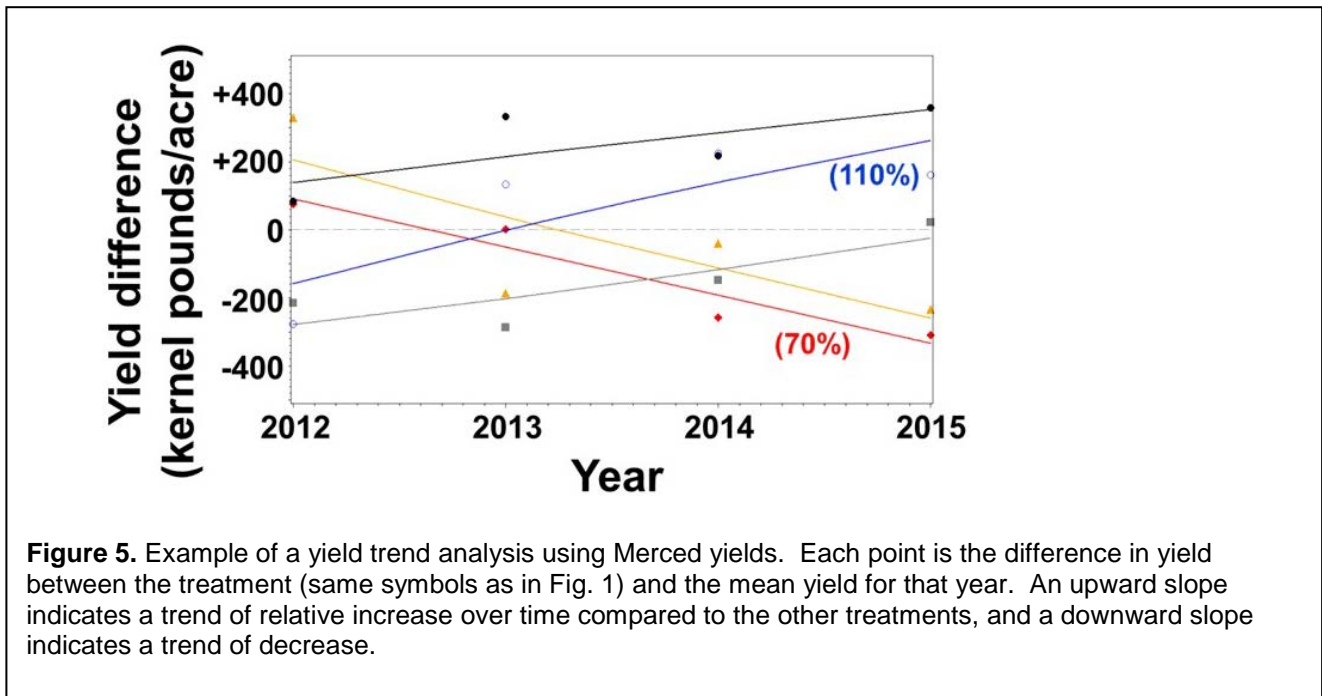 Yield difference
(kernel pounds/acre)
+400
+200
0
-200
-400
(110%)
(70%)
2012 2013 2014 2015
Year
Figure 5. Example of a yield trend analysis using Merced yields. Each point is the difference in yield
between the treatment (same symbols as in Fig. 1) and the mean yield for that year. An upward slope
indicates a trend of relative increase over time compared to the other treatments, and a downward slope
indicates a trend of decrease.